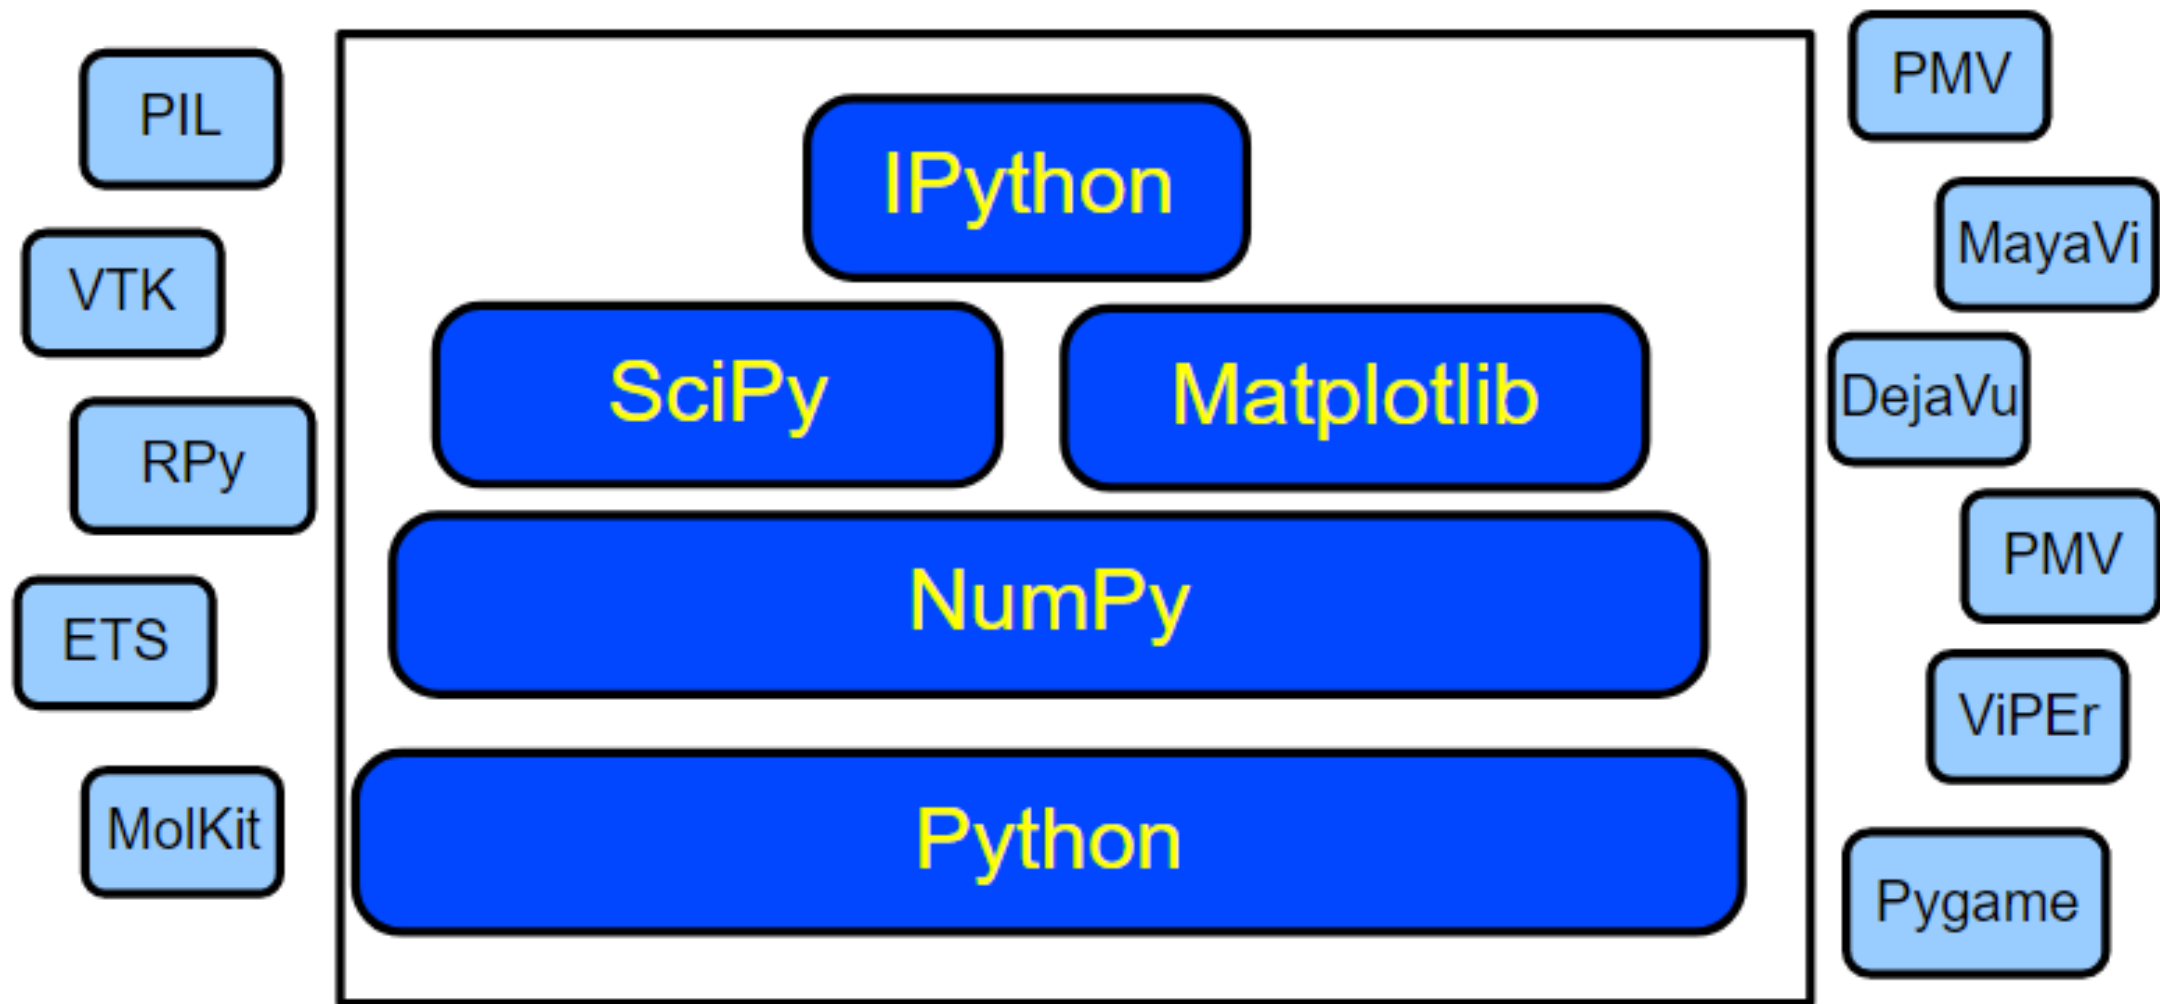 PIL
VTK
RPy
ETS
MolKit
IPython
SciPy
Matplotlib
NumPy
Python
PMV
MayaVi
DejaVu
PMV
ViPEr
Pygame